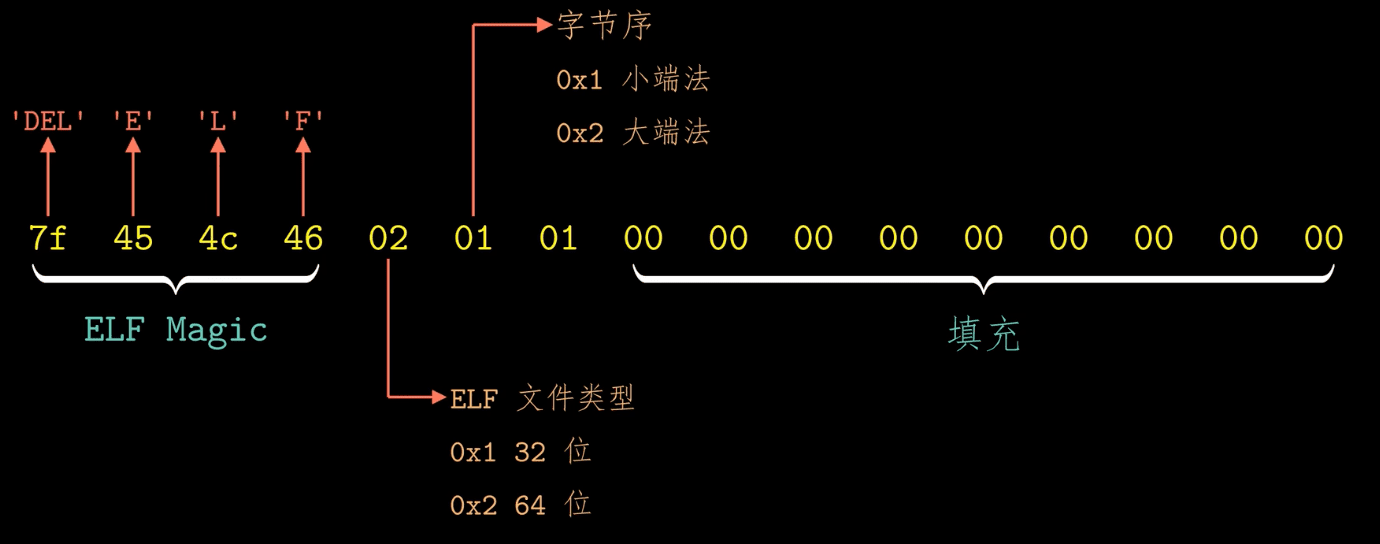 字节序
0x1 小端法
'DEL' 'E' 'L' 'F'
0x2 大端法
7f 45 4c 46 02 01 01 00 00 00 00 00 00 00 00 00
ELF Magic
填充
ELF 文件类型
0x1 32 位
0x2 64 位